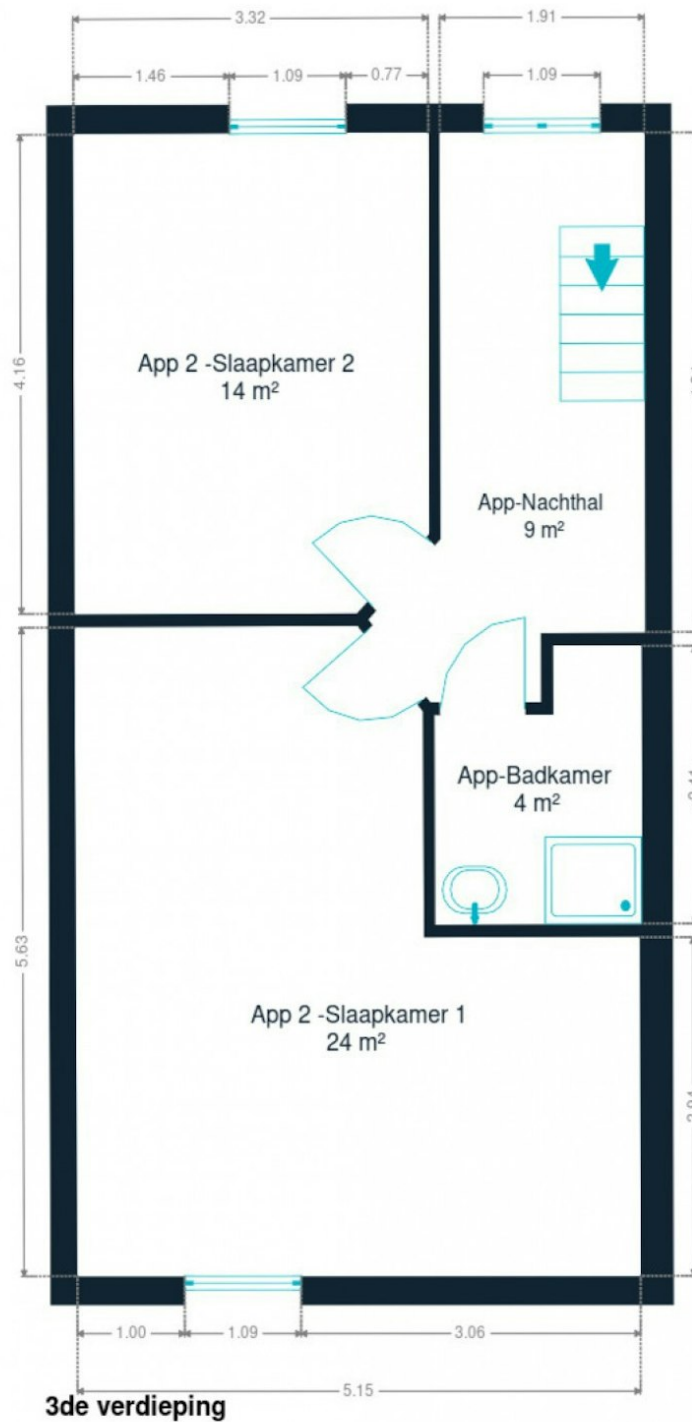 3.32
1.91
1.46
1.09
0.77
1.09
4.16
App 2 -Slaapkamer 2
14 m²
App-Nachthal
9 m²
App-Badkamer
4 m²
5.63
App 2 -Slaapkamer 1
24 m²
1.00
1.09
3.06
5.15
3de verdieping